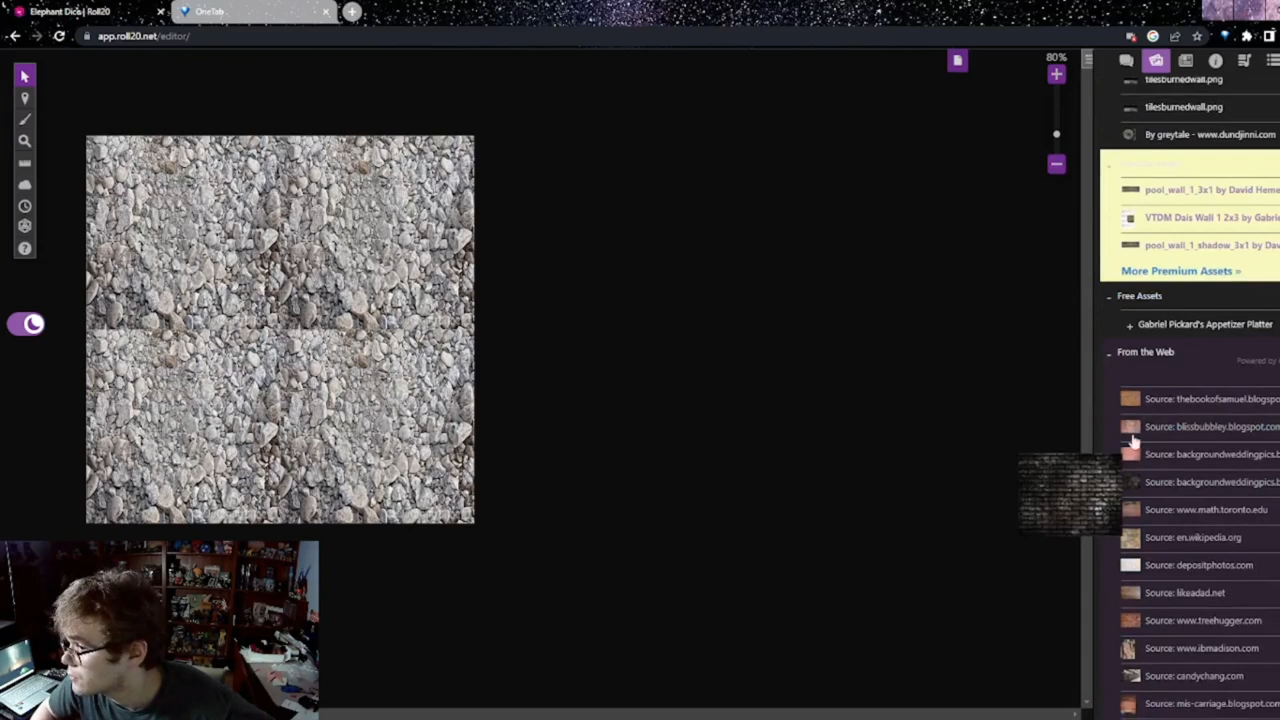 Elephant Dice | Roll20
OneTab
app.roll20.net/editor/
80%
tilesburnedwall.png
tilesburnedwall.png
By greytale - www.dundjinni.com
pool_wall_1_3x1 by David Heme
VTDM Dais Wall 1 2x3 by Gabrie
pool_wall_1_shadow_3x1 by Dav
More Premium Assets »
Free Assets
Gabriel Pickard's Appetizer Platter
From the Web
Powered by
Source: thebookofsamuel.blogspo
Source: blissbubbley.blogspot.com
Source: backgroundweddingpics.b
Source: backgroundweddingpics.b
Source: www.math.toronto.edu
Source: en.wikipedia.org
Source: depositphotos.com
Source: likeadad.net
Source: www.treehugger.com
Source: www.ibmadison.com
Source: candychang.com
Source: mis-carriage.blogspot.com